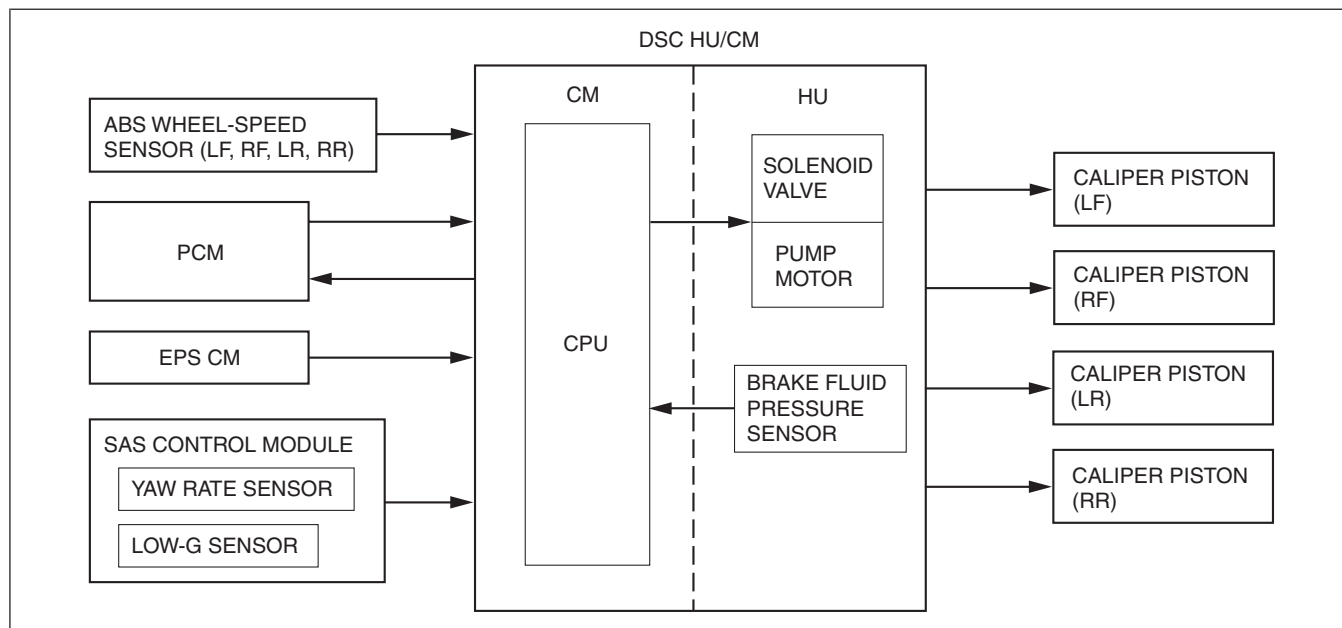 DSC HU/CM
CM
HU
ABS WHEEL-SPEED
SENSOR (LF, RF, LR, RR)
PCM
EPS CM
SAS CONTROL MODULE
YAW RATE SENSOR
LOW-G SENSOR
CPU
SOLENOID
VALVE
PUMP
MOTOR
BRAKE FLUID
PRESSURE
SENSOR
CALIPER PISTON
(LF)
CALIPER PISTON
(RF)
CALIPER PISTON
(LR)
CALIPER PISTON
(RR)